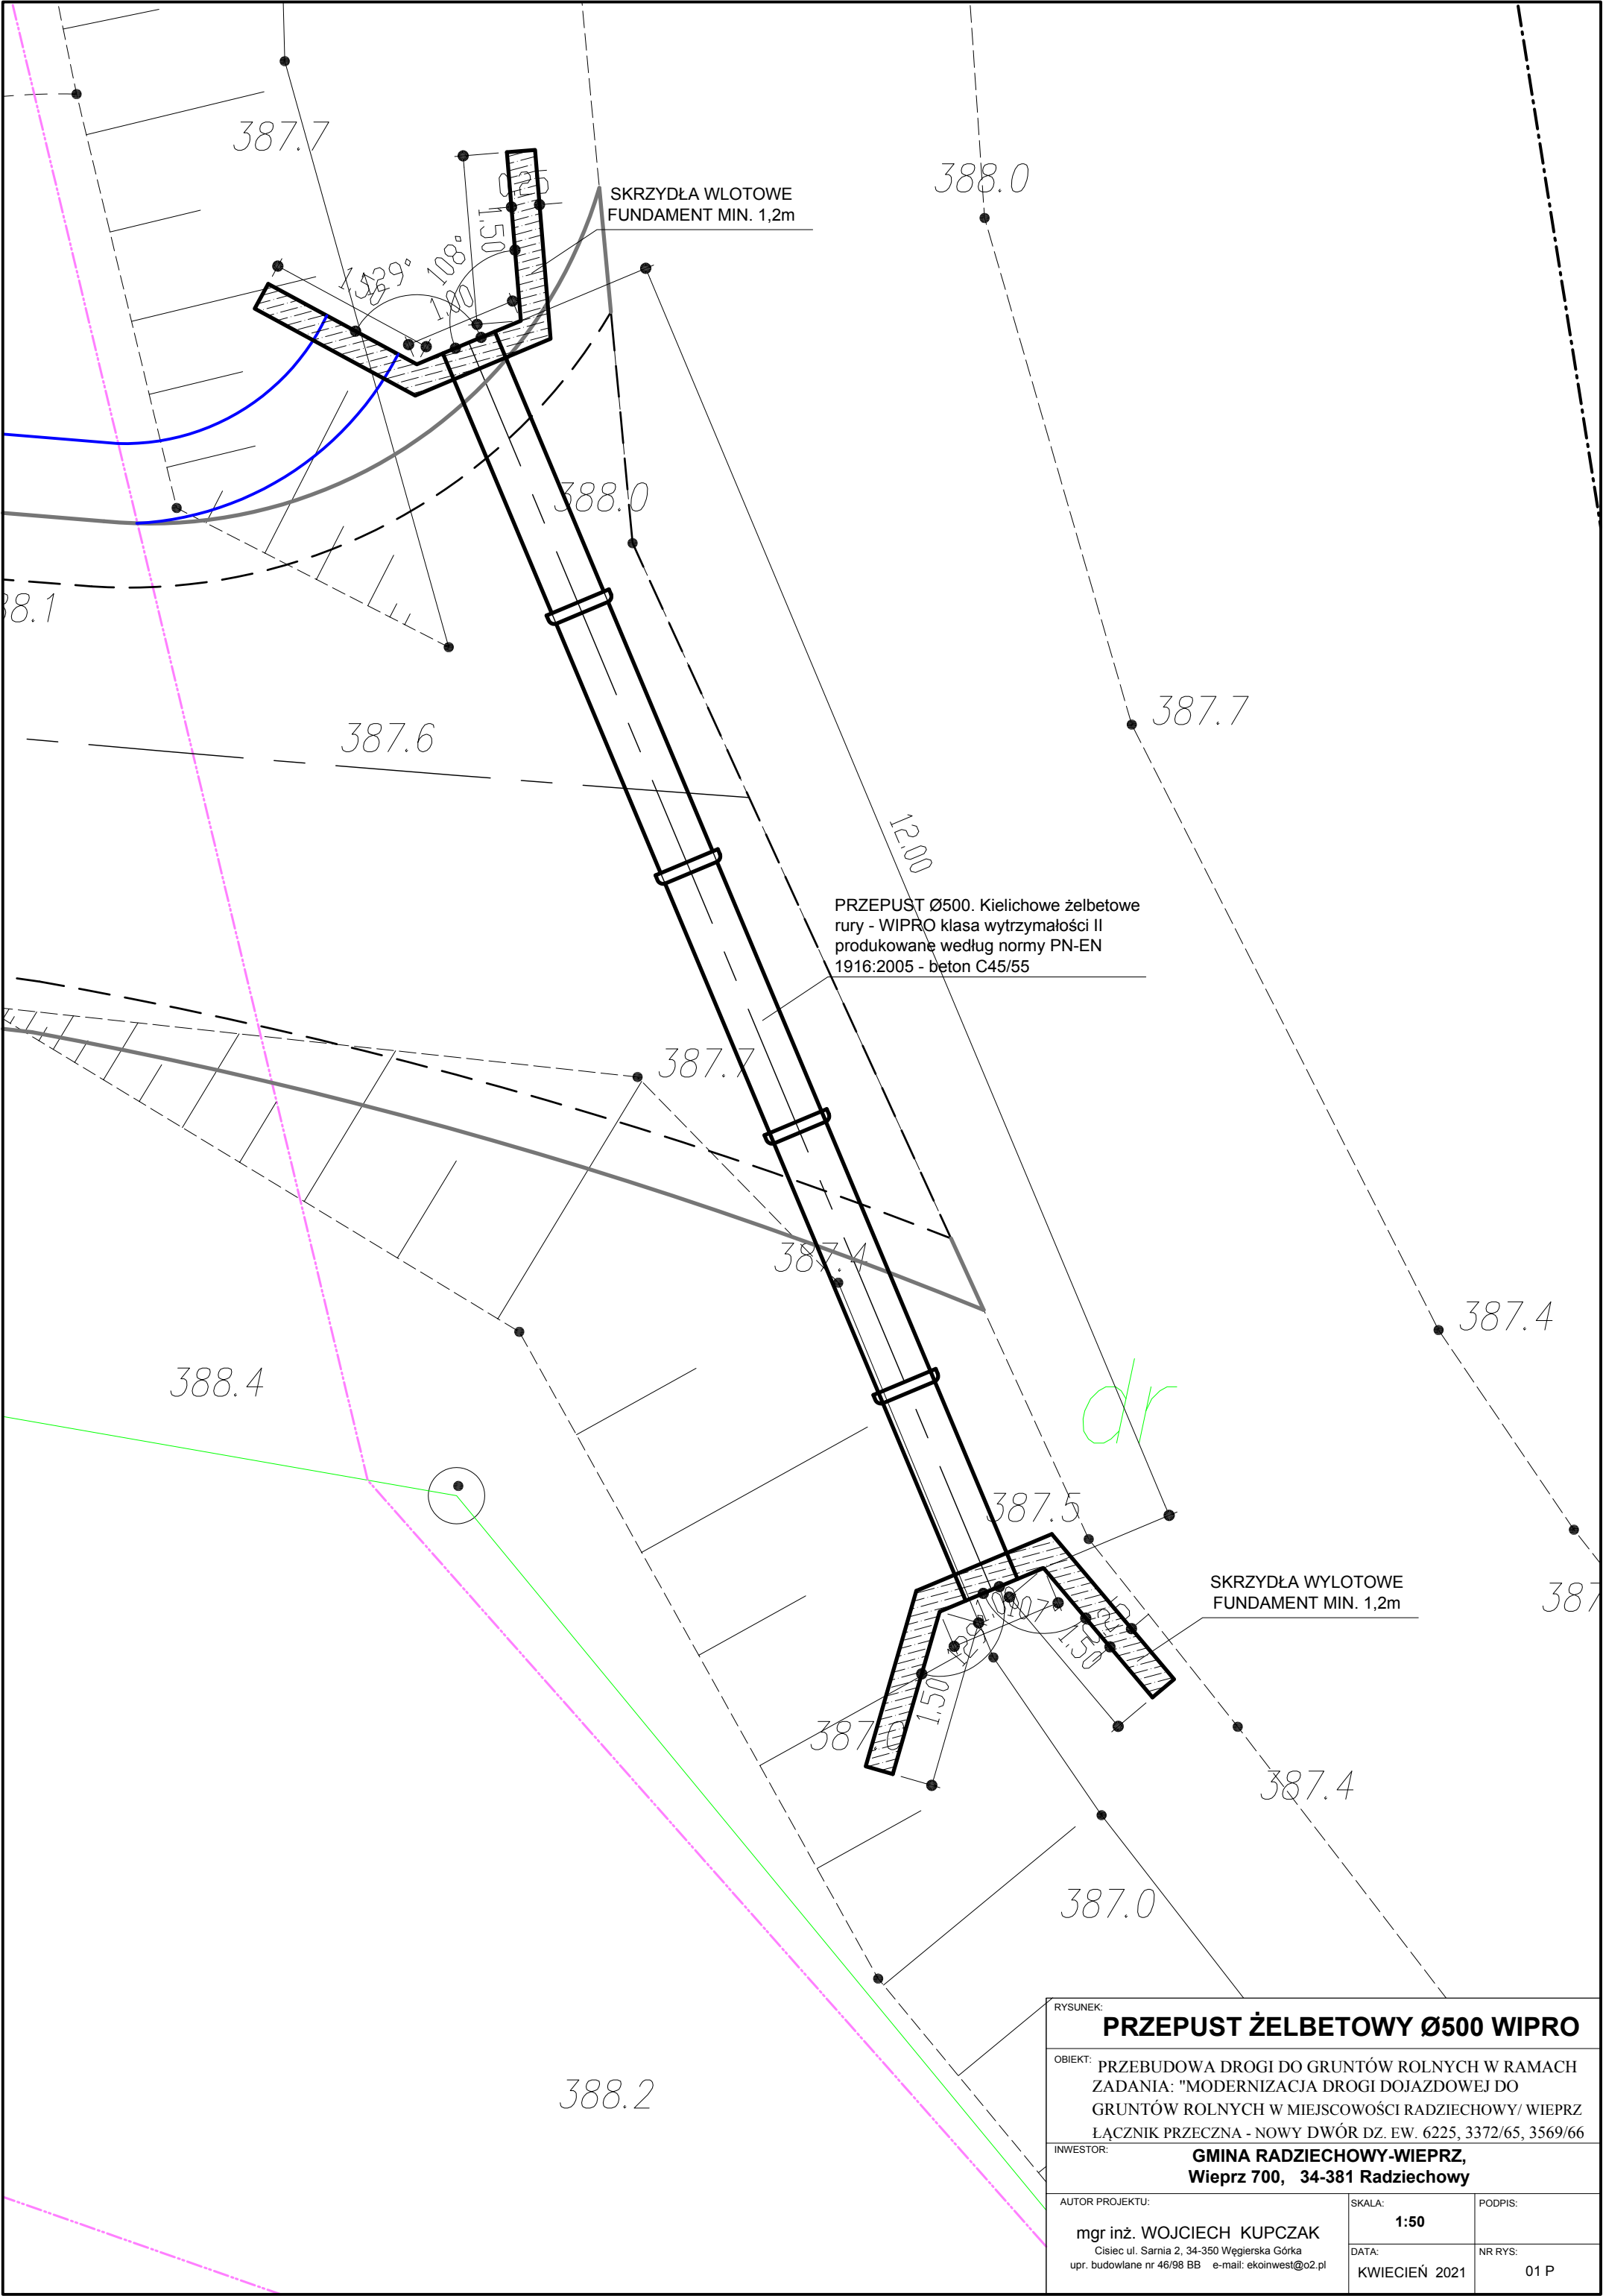 387.7
388.0
0,25
SKRZYDŁA WLOTOWE
FUNDAMENT MIN. 1,2m
1,50
108°
1,00
388.0
88.1
387.7
387.6
12,00
PRZEPUST Ø500. Kielichowe żelbetowe
rury - WIPRO klasa wytrzymałości II
produkowane według normy PN-EN
1916:2005 - beton C45/55
387.7
387.4
387.4
388.4
dr
387.5
SKRZYDŁA WYLOTOWE
FUNDAMENT MIN. 1,2m
387
1,50
1,50
387.0
387.4
387.0
388.2
RYSUNEK:
PRZEPUST ŻELBETOWY Ø500 WIPRO
OBIEKT: PRZEBUDOWA DROGI DO GRUNTÓW ROLNYCH W RAMACH
ZADANIA: "MODERNIZACJA DROGI DOJAZDOWEJ DO
GRUNTÓW ROLNYCH W MIEJSCOWOŚCI RADZIECHOWY/ WIEPRZ
ŁĄCZNIK PRZECZNA - NOWY DWÓR DZ. EW. 6225, 3372/65, 3569/66
INWESTOR:
GMINA RADZIECHOWY-WIEPRZ,
Wieprz 700, 34-381 Radziechowy
AUTOR PROJEKTU:
mgr inż. WOJCIECH KUPCZAK
Cisiec ul. Sarnia 2, 34-350 Węgierska Górka
upr. budowlane nr 46/98 BB e-mail: ekoinwest@o2.pl
SKALA:
1:50
PODPIS:
DATA:
KWIECIEŃ 2021
NR RYS:
01 P